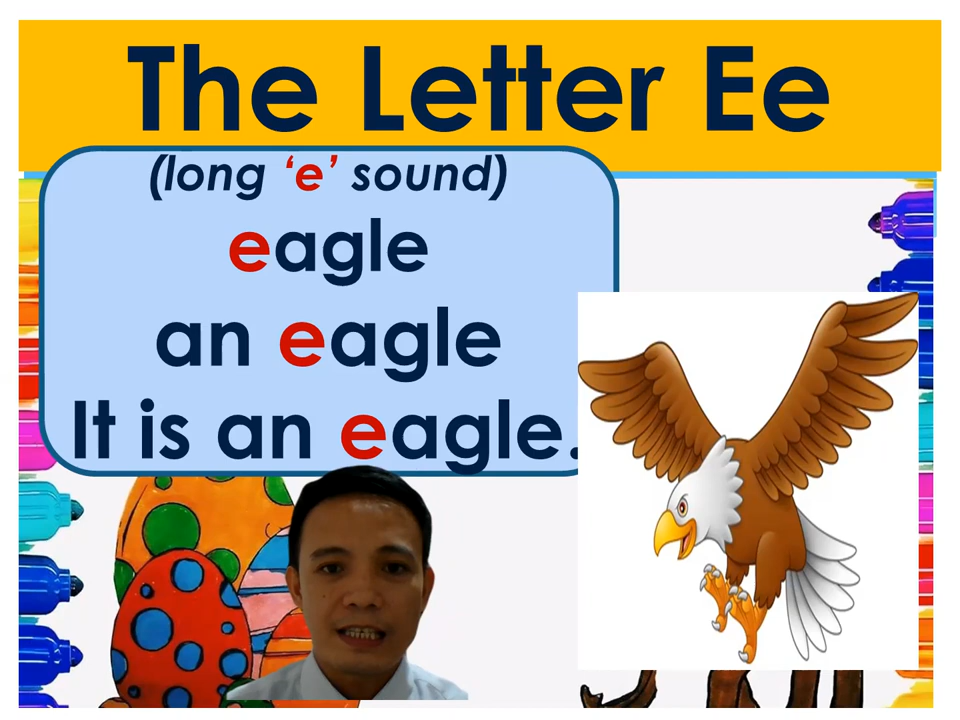 The Letter Ee
(long ‘e’ sound)
eagle
an eagle
It is an eagle.